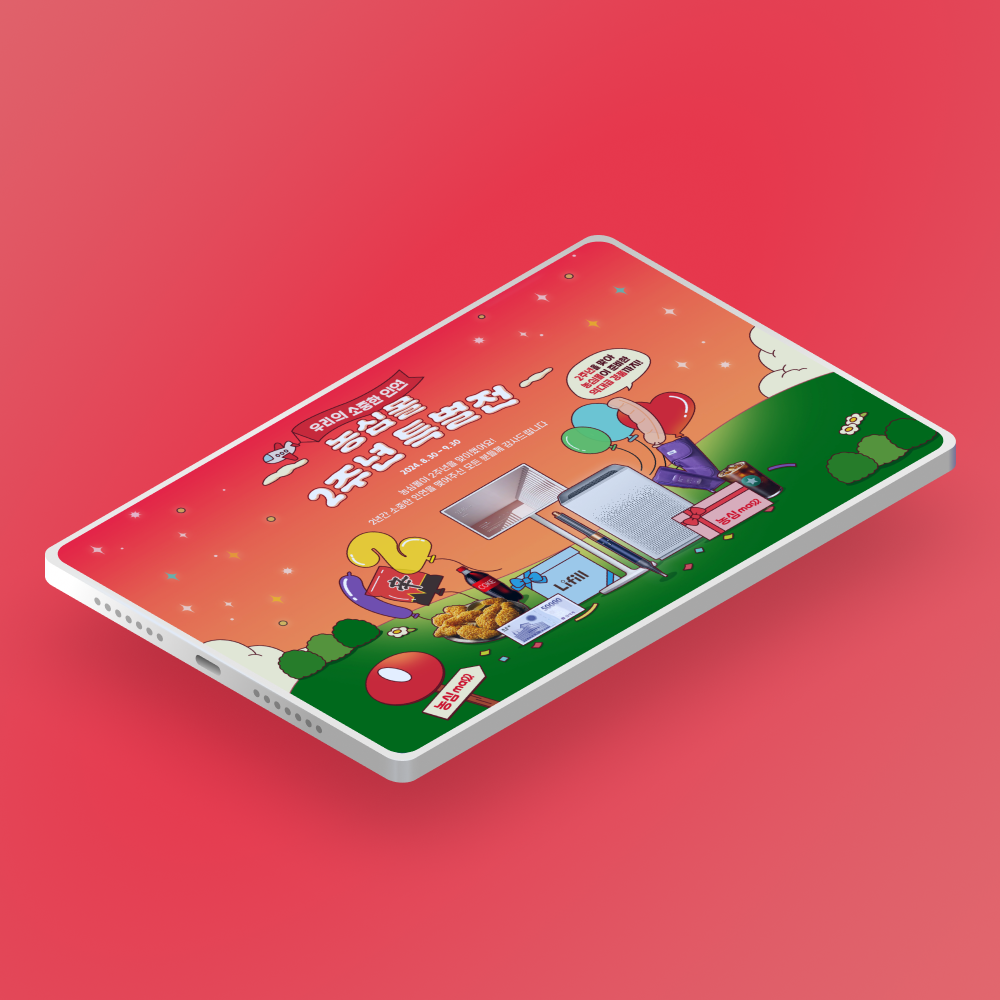 우리의 소중한 인연
농심몰
2주년 특별전
2024. 8.30 ~ 9.30
농심몰이 2주년을 맞이했어요!
2년간 소중한 인연을 맺어주신 모든 분들께 감사드립니다
2주년을 맞아
농심몰이 준비한
역대급 경품까지!
농심 mall
Lifill
50000
COKE
농심 mall